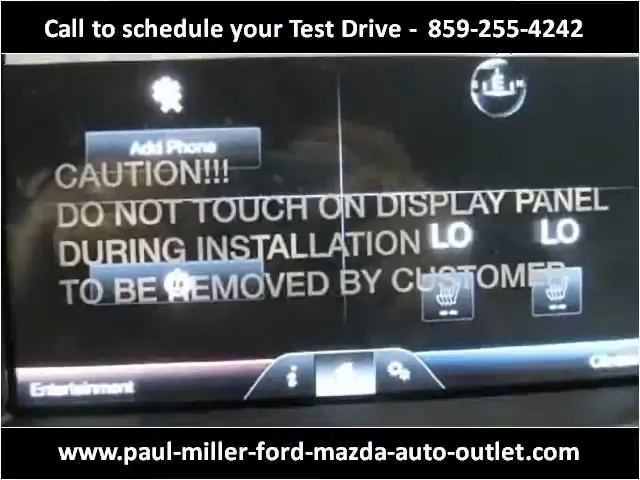 Call to schedule your Test Drive - 859-255-4242
Add Phone
CAUTION!!!
DO NOT TOUCH ON DISPLAY PANEL
DURING INSTALLATION
LO LO
TO BE REMOVED BY CUSTOMER
Entertainment
i
www.paul-miller-ford-mazda-auto-outlet.com